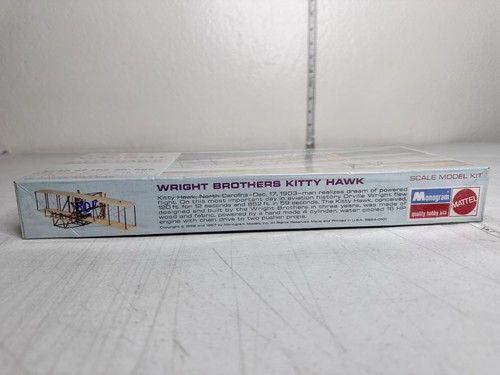 WRIGHT BROTHERS KITTY HAWK
SCALE MODEL KIT
Kitty Hawk, North Carolina-Dec. 17, 1903-man realizes dream of powered
flight. On this most important day in aviation history Orville Wright flew
120 ft. for 12 seconds and 852 ft. in 59 seconds. The Kitty Hawk, conceived,
designed and built by the Wright Brothers in three years, was made of
wood and fabric, powered by a hand made 4 cylinder, water cooled 16 HP
engine with chain drive to two pusher props.
Monogram
quality hobby kits
MATTEL